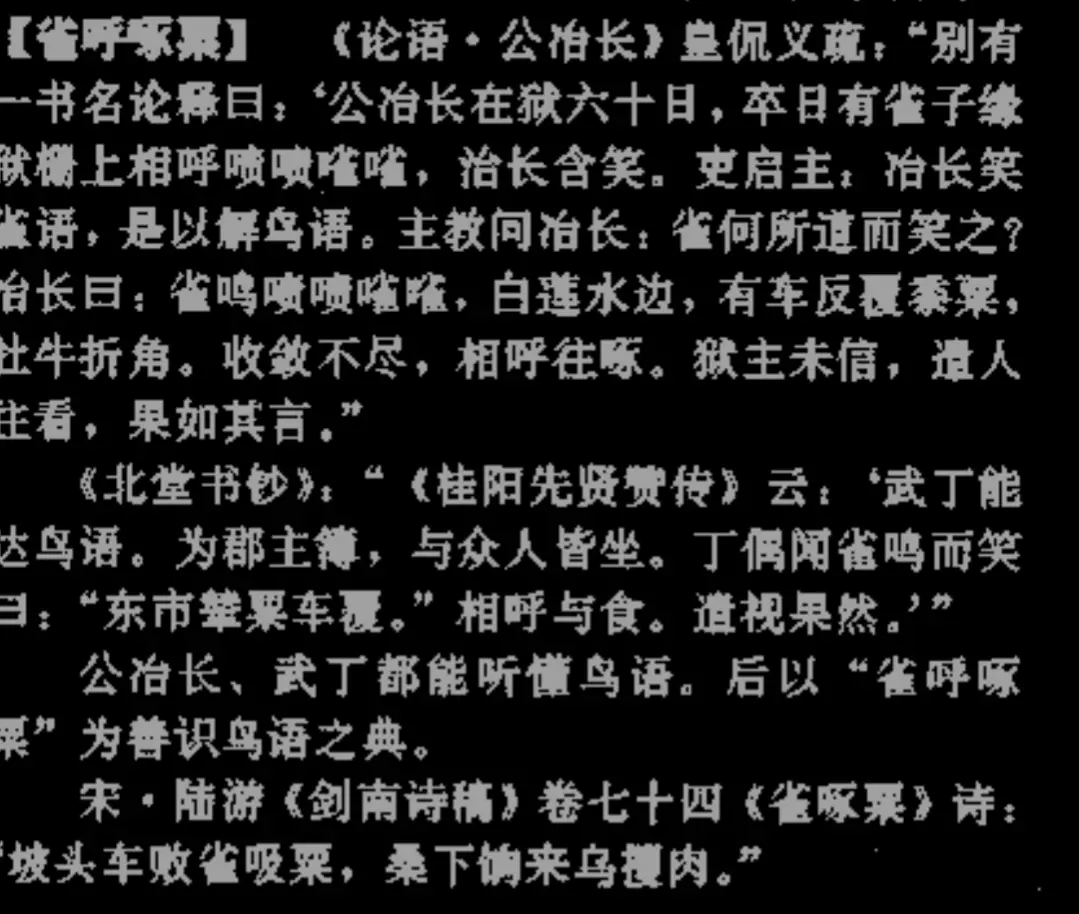 【雀呼啄粟】 《论语·公冶长》皇侃义疏：“别有
一书名论释曰：‘公冶长在狱六十日，卒日有雀子缘
狱栅上相呼啧啧唯唯，冶长含笑。吏启主：冶长笑
雀语，是以解鸟语。主教问冶长：雀何所道而笑之？
冶长曰：雀鸣啧啧唯唯，白莲水边，有车反覆黍粟，
牡牛折角。收敛不尽，相呼往啄。狱主未信，遣人
往看，果如其言。”
《北堂书钞》：“《桂阳先贤赞传》云：‘武丁能
达鸟语。为郡主簿，与众人皆坐。丁偶闻雀鸣而笑
曰：“东市辇粟车覆。”相呼与食。遣视果然。’”
公冶长、武丁都能听懂鸟语。后以“雀呼啄
粟”为善识鸟语之典。
宋·陆游《剑南诗稿》卷七十四《雀啄粟》诗：
“坡头车败雀吸粟，桑下饷来乌攫肉。”